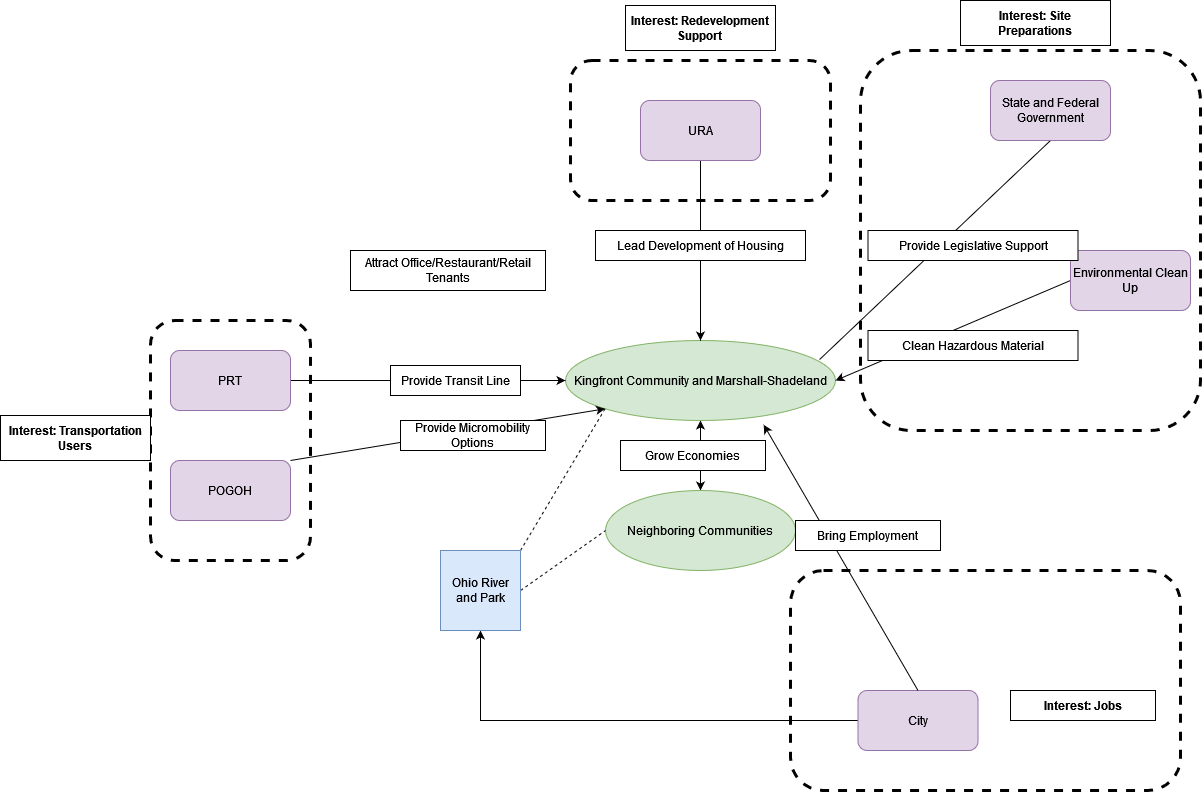 Interest: Redevelopment
Support
Interest: Site
Preparations
URA
State and Federal
Government
Lead Development of Housing
Provide Legislative Support
Attract Office/Restaurant/Retail
Tenants
Environmental Clean
Up
Clean Hazardous Material
PRT
Provide Transit Line
Kingfront Community and Marshall-Shadeland
Interest: Transportation
Users
Provide Micromobility
Options
Grow Economies
POGOH
Neighboring Communities
Bring Employment
Ohio River
and Park
City
Interest: Jobs